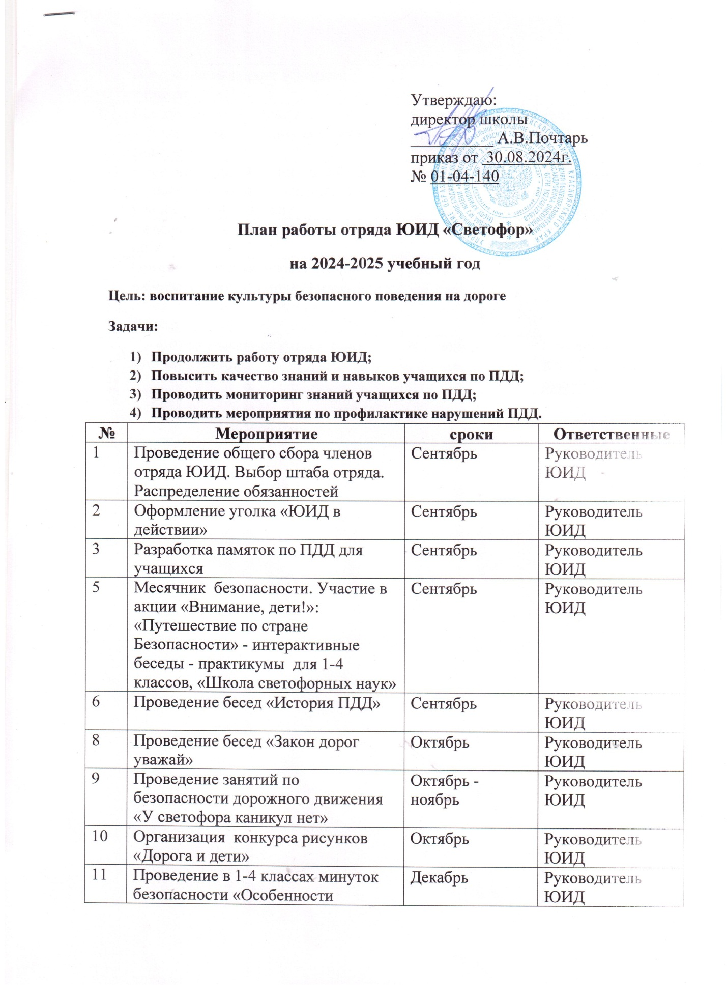 Утверждаю:
директор школы
__________ А.В.Почтарь
приказ от 30.08.2024г.
№ 01-04-140
План работы отряда ЮИД «Светофор»
на 2024-2025 учебный год
Цель: воспитание культуры безопасного поведения на дороге
Задачи:
1) Продолжить работу отряда ЮИД;
2) Повысить качество знаний и навыков учащихся по ПДД;
3) Проводить мониторинг знаний учащихся по ПДД;
4) Проводить мероприятия по профилактике нарушений ПДД.
№ Мероприятие сроки Ответственные
1 Проведение общего сбора членов Сентябрь Руководитель
отряда ЮИД. Выбор штаба отряда. ЮИД
Распределение обязанностей
2 Оформление уголка «ЮИД в Сентябрь Руководитель
действии» ЮИД
3 Разработка памяток по ПДД для Сентябрь Руководитель
учащихся ЮИД
5 Месячник безопасности. Участие в Сентябрь Руководитель
акции «Внимание, дети!»: ЮИД
«Путешествие по стране
Безопасности» - интерактивные
беседы - практикумы для 1-4
классов, «Школа светофорных наук»
6 Проведение бесед «История ПДД» Сентябрь Руководитель
ЮИД
8 Проведение бесед «Закон дорог Октябрь Руководитель
уважай» ЮИД
9 Проведение занятий по Октябрь - Руководитель
безопасности дорожного движения ноябрь ЮИД
«У светофора каникул нет»
10 Организация конкурса рисунков Октябрь Руководитель
«Дорога и дети» ЮИД
11 Проведение в 1-4 классах минуток Декабрь Руководитель
безопасности «Особенности ЮИД